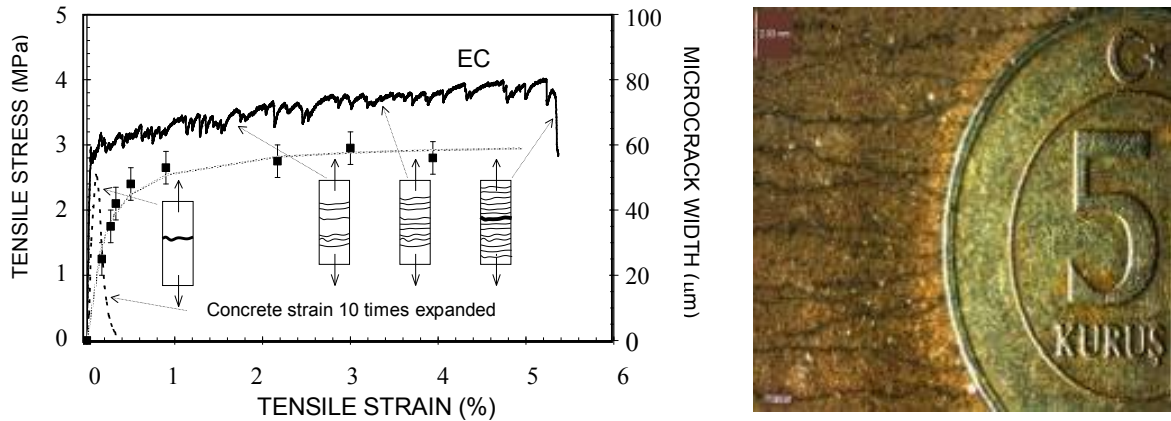 TENSILE STRESS (MPa)
5
4
3
2
1
0
EC
Concrete strain 10 times expanded
0 1 2 3 4 5 6
TENSILE STRAIN (%)
100
80
60
40
20
0
MICROCRACK WIDTH (µm)
5
KURUŞ